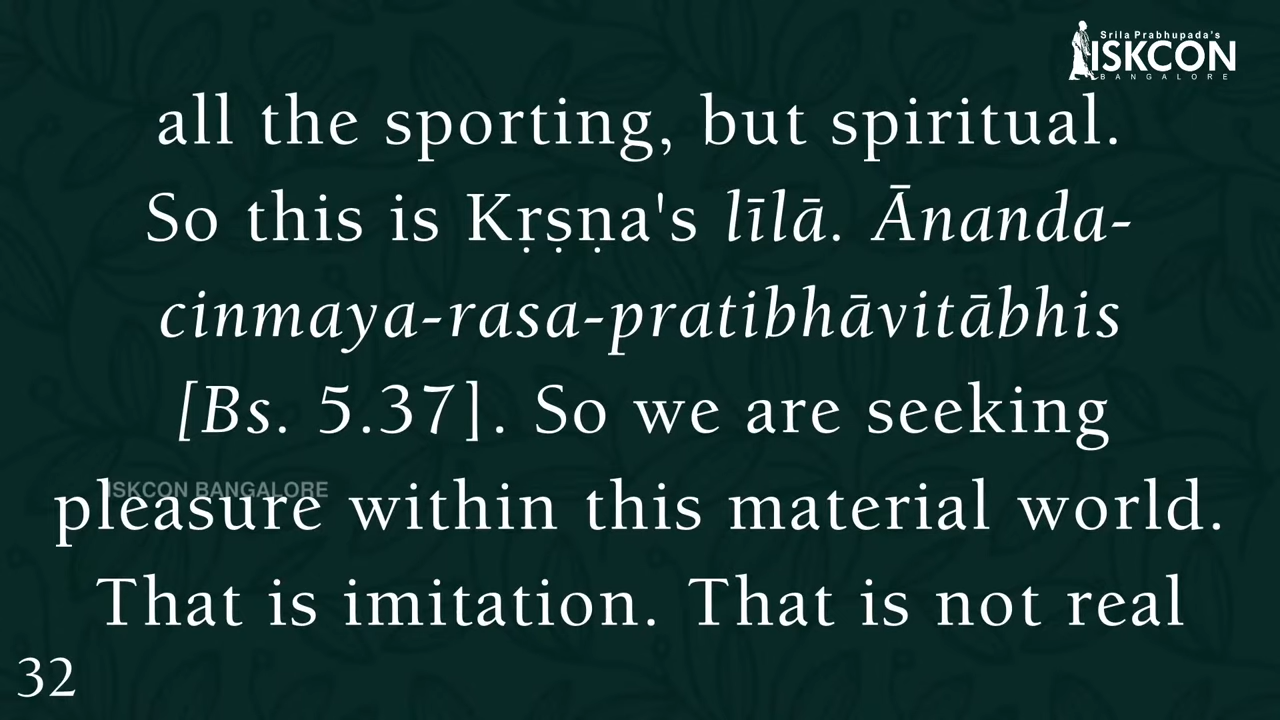 Srila Prabhupada's
ISKCON
BANGALORE
all the sporting, but spiritual.
So this is Kṛṣṇa's līlā. Ānanda-
cinmaya-rasa-pratibhāvitābhis
[Bs. 5.37]. So we are seeking
ISKCON BANGALORE
pleasure within this material world.
That is imitation. That is not real
32